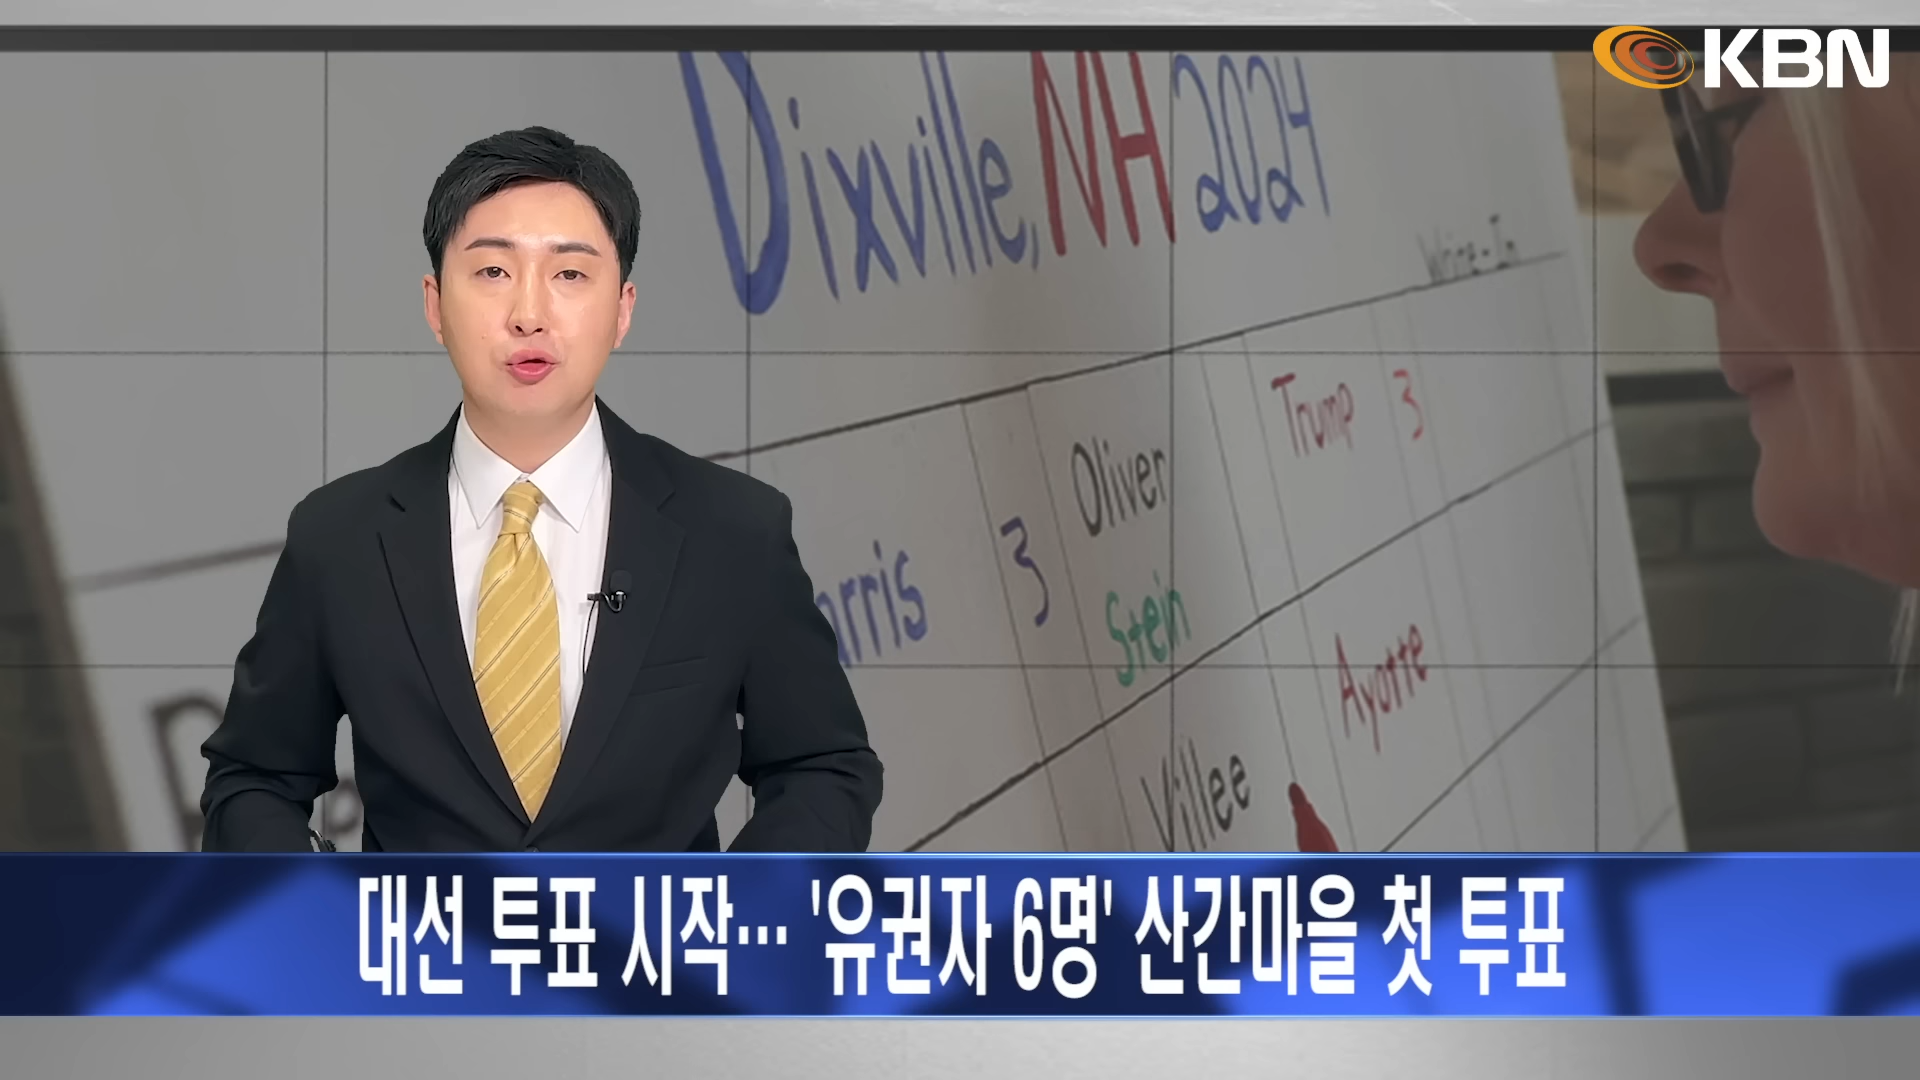 KBN
Dixville, NH 2024
Write-In
arris 3
Oliver
Stein
Trump 3
Villee
Ayotte
대선 투표 시작… '유권자 6명' 산간마을 첫 투표